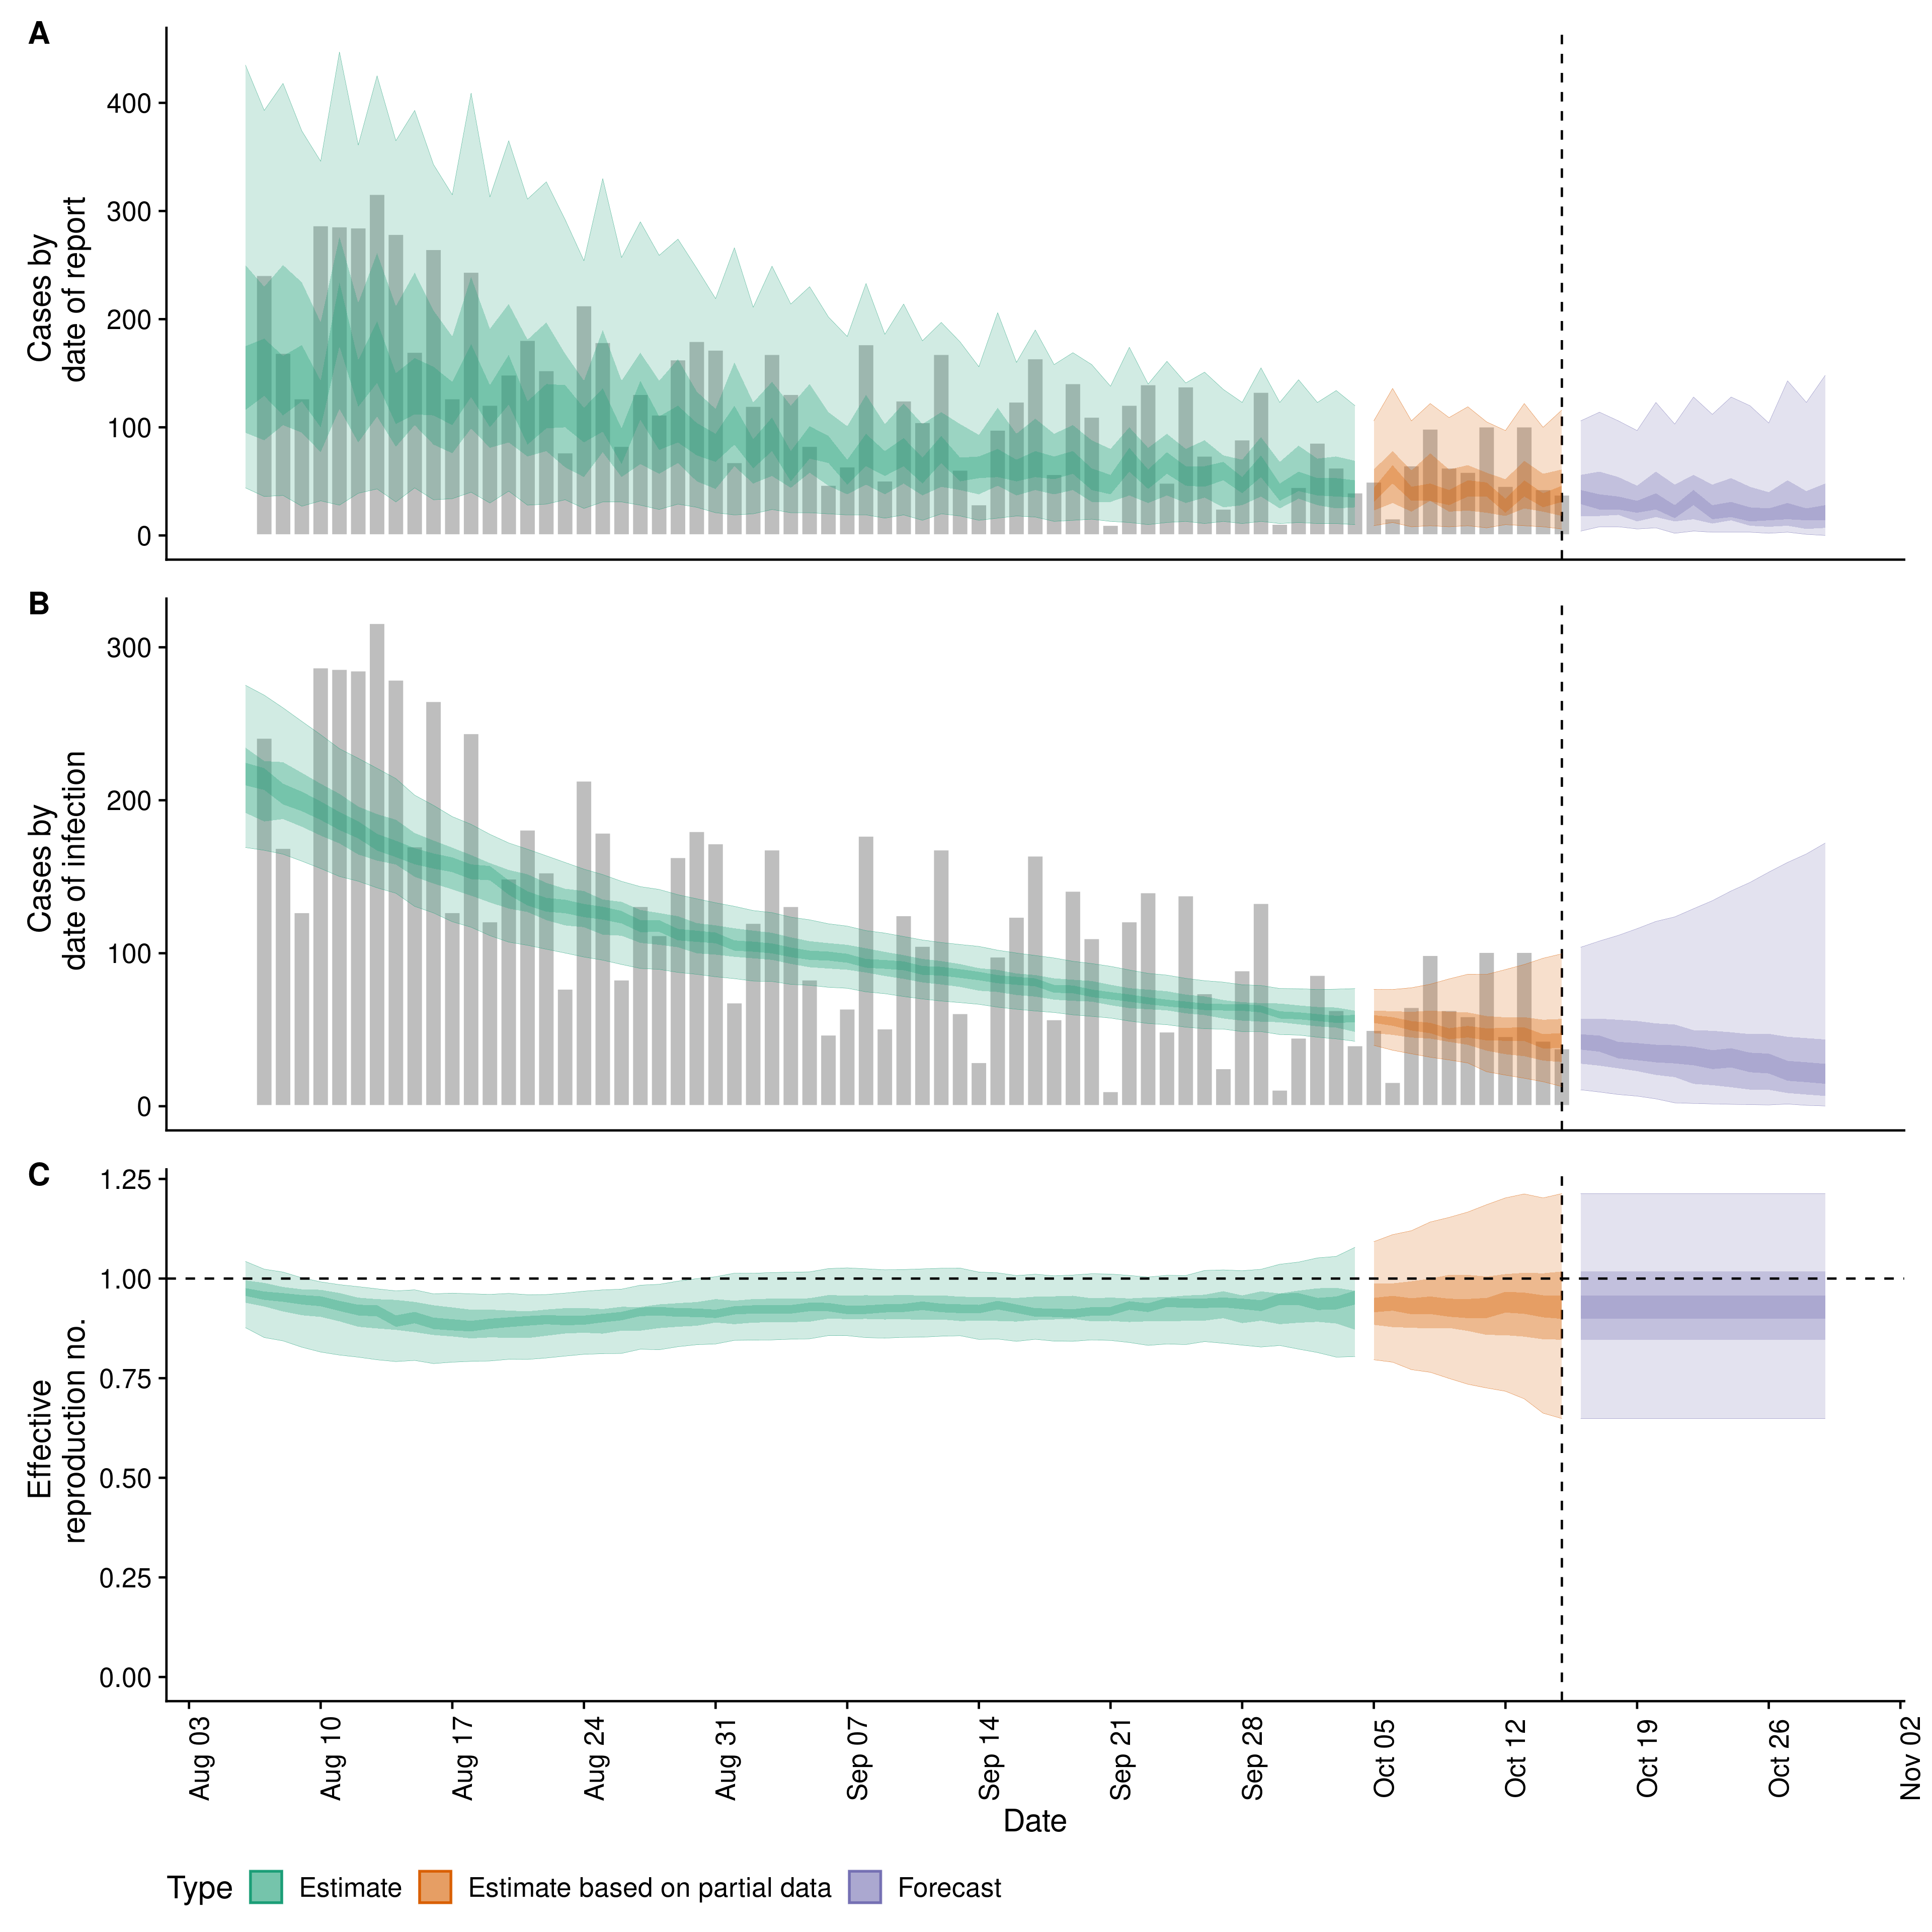 A
Cases by
date of report
400
300
200
100
0
B
Cases by
date of infection
300
200
100
0
C
Effective
reproduction no.
1.25
1.00
0.75
0.50
0.25
0.00
Aug 03
Aug 10
Aug 17
Aug 24
Aug 31
Sep 07
Sep 14
Sep 21
Sep 28
Oct 05
Oct 12
Oct 19
Oct 26
Nov 02
Date
Type Estimate Estimate based on partial data Forecast